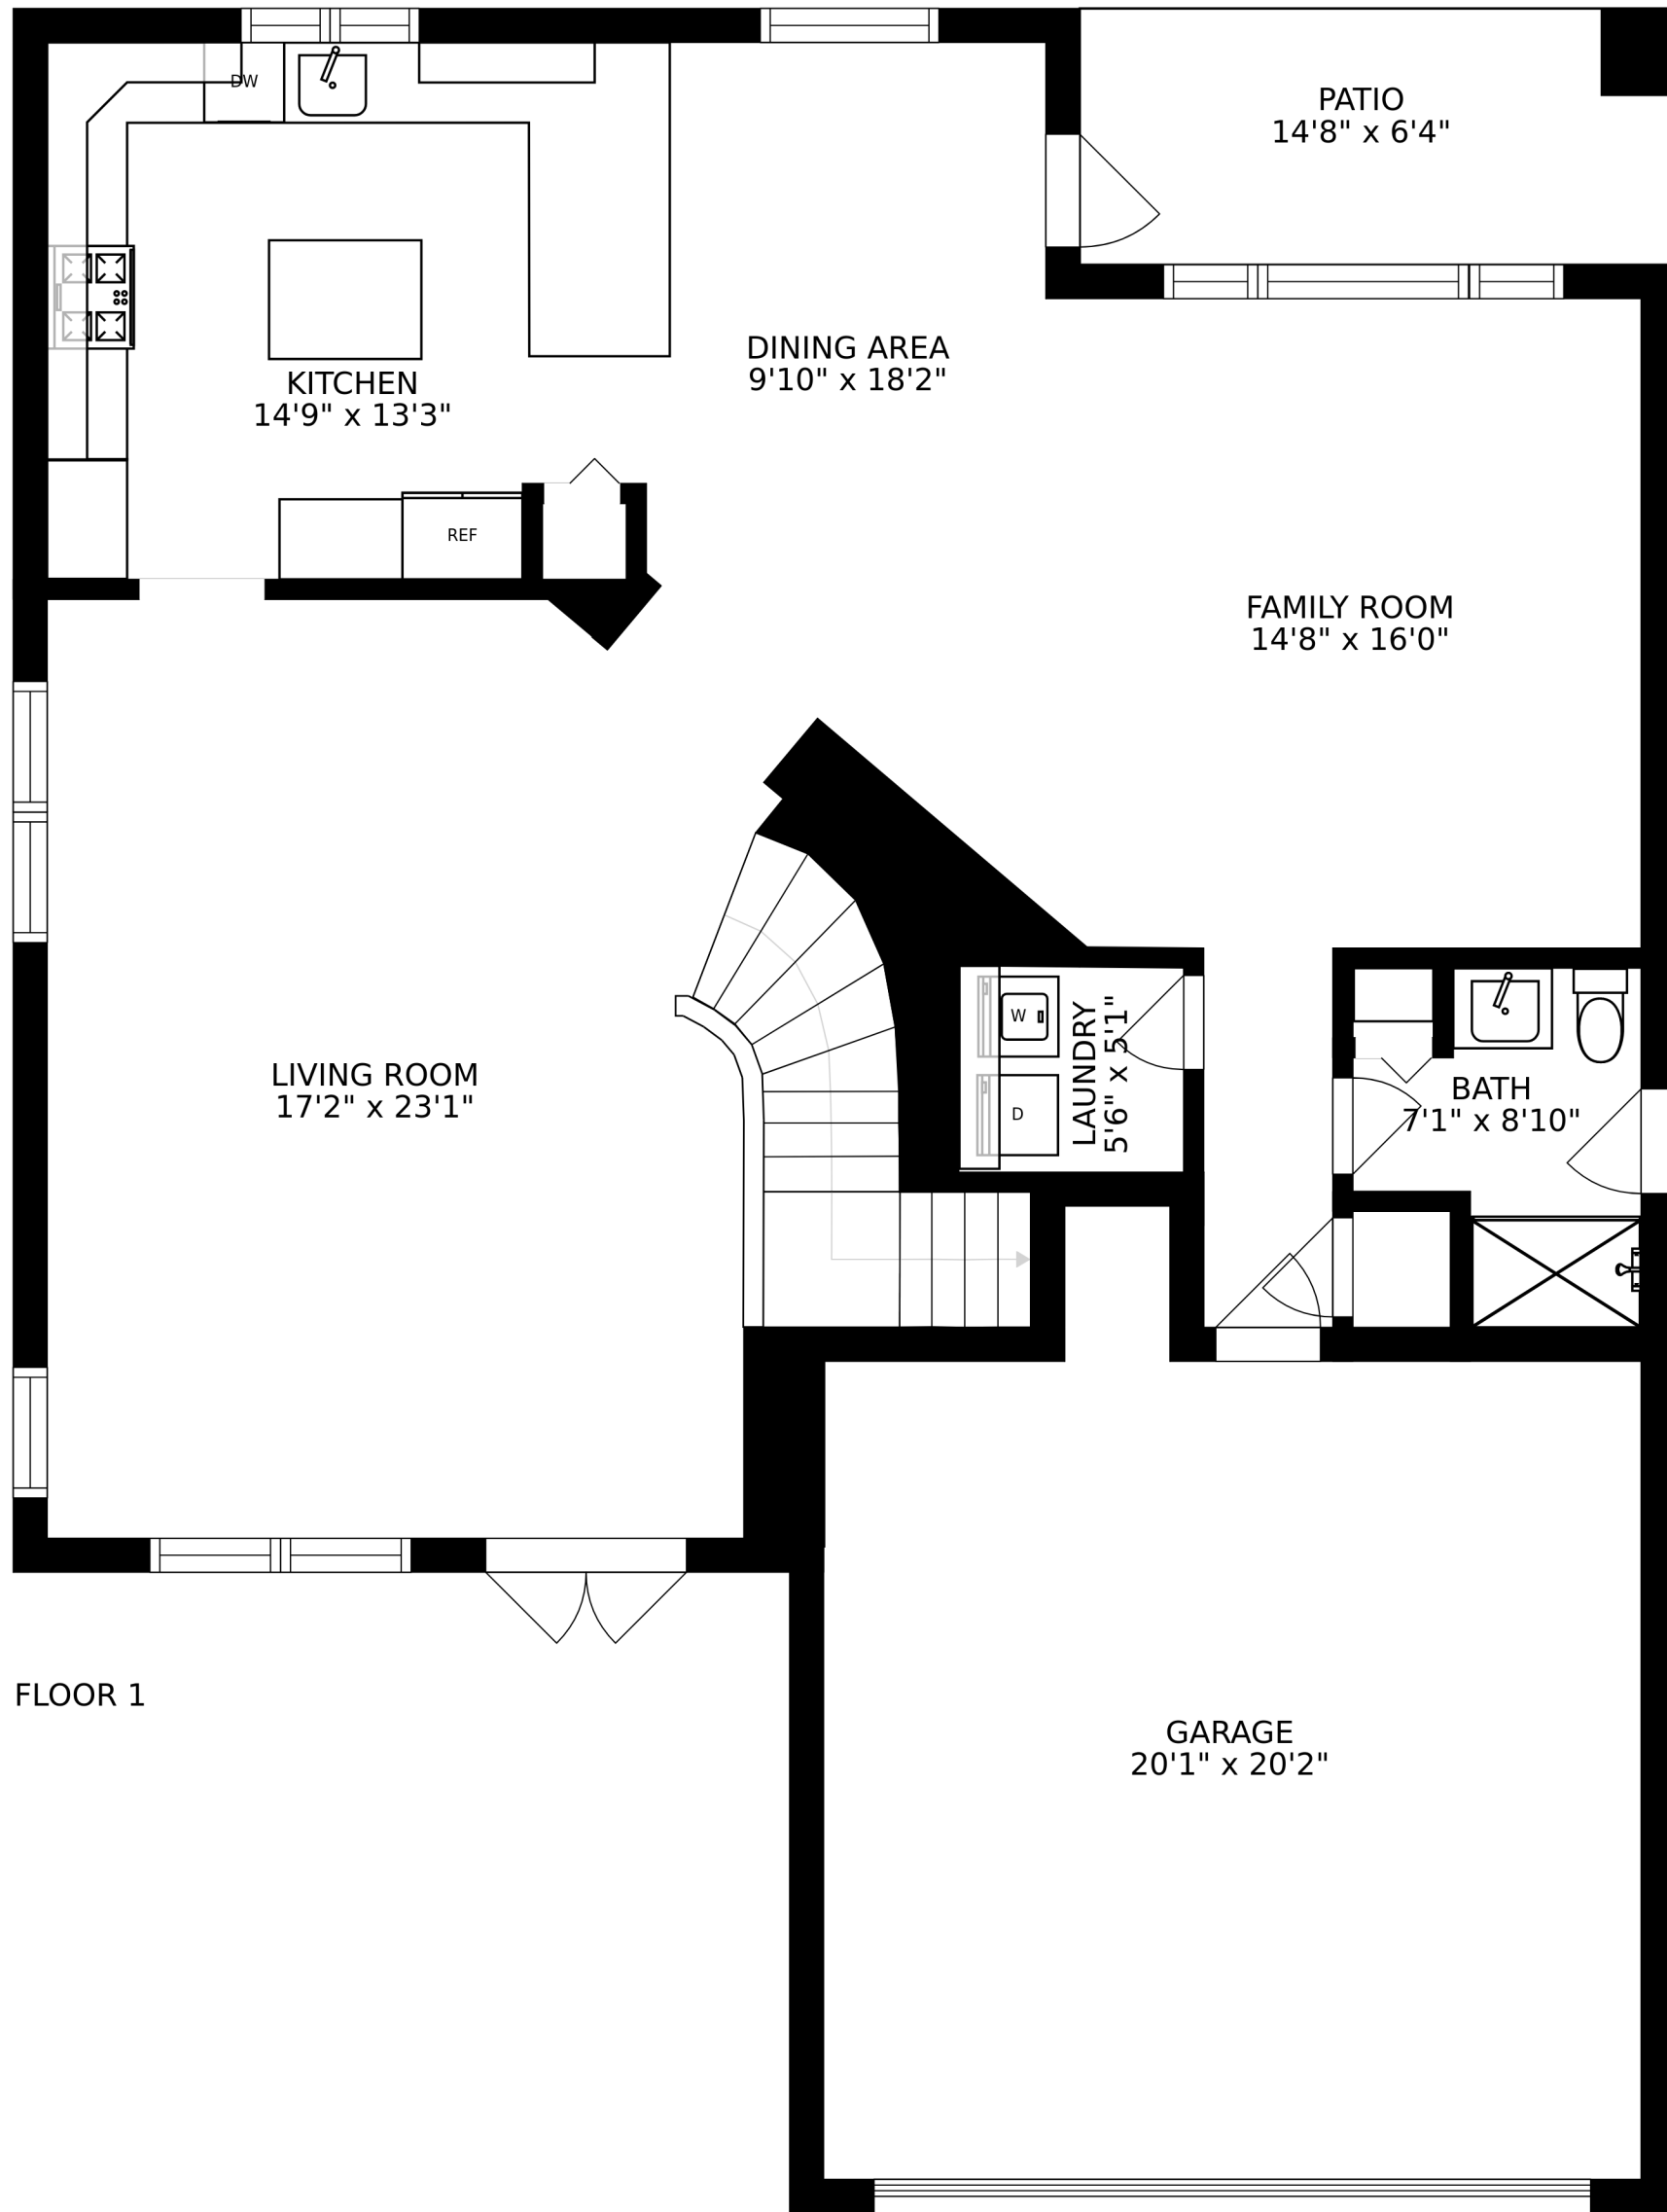 DW
PATIO
14'8" x 6'4"
DINING AREA
9'10" x 18'2"
KITCHEN
14'9" x 13'3"
REF
FAMILY ROOM
14'8" x 16'0"
W
D
LAUNDRY
5'6" x 5'1"
LIVING ROOM
17'2" x 23'1"
BATH
7'1" x 8'10"
FLOOR 1
GARAGE
20'1" x 20'2"